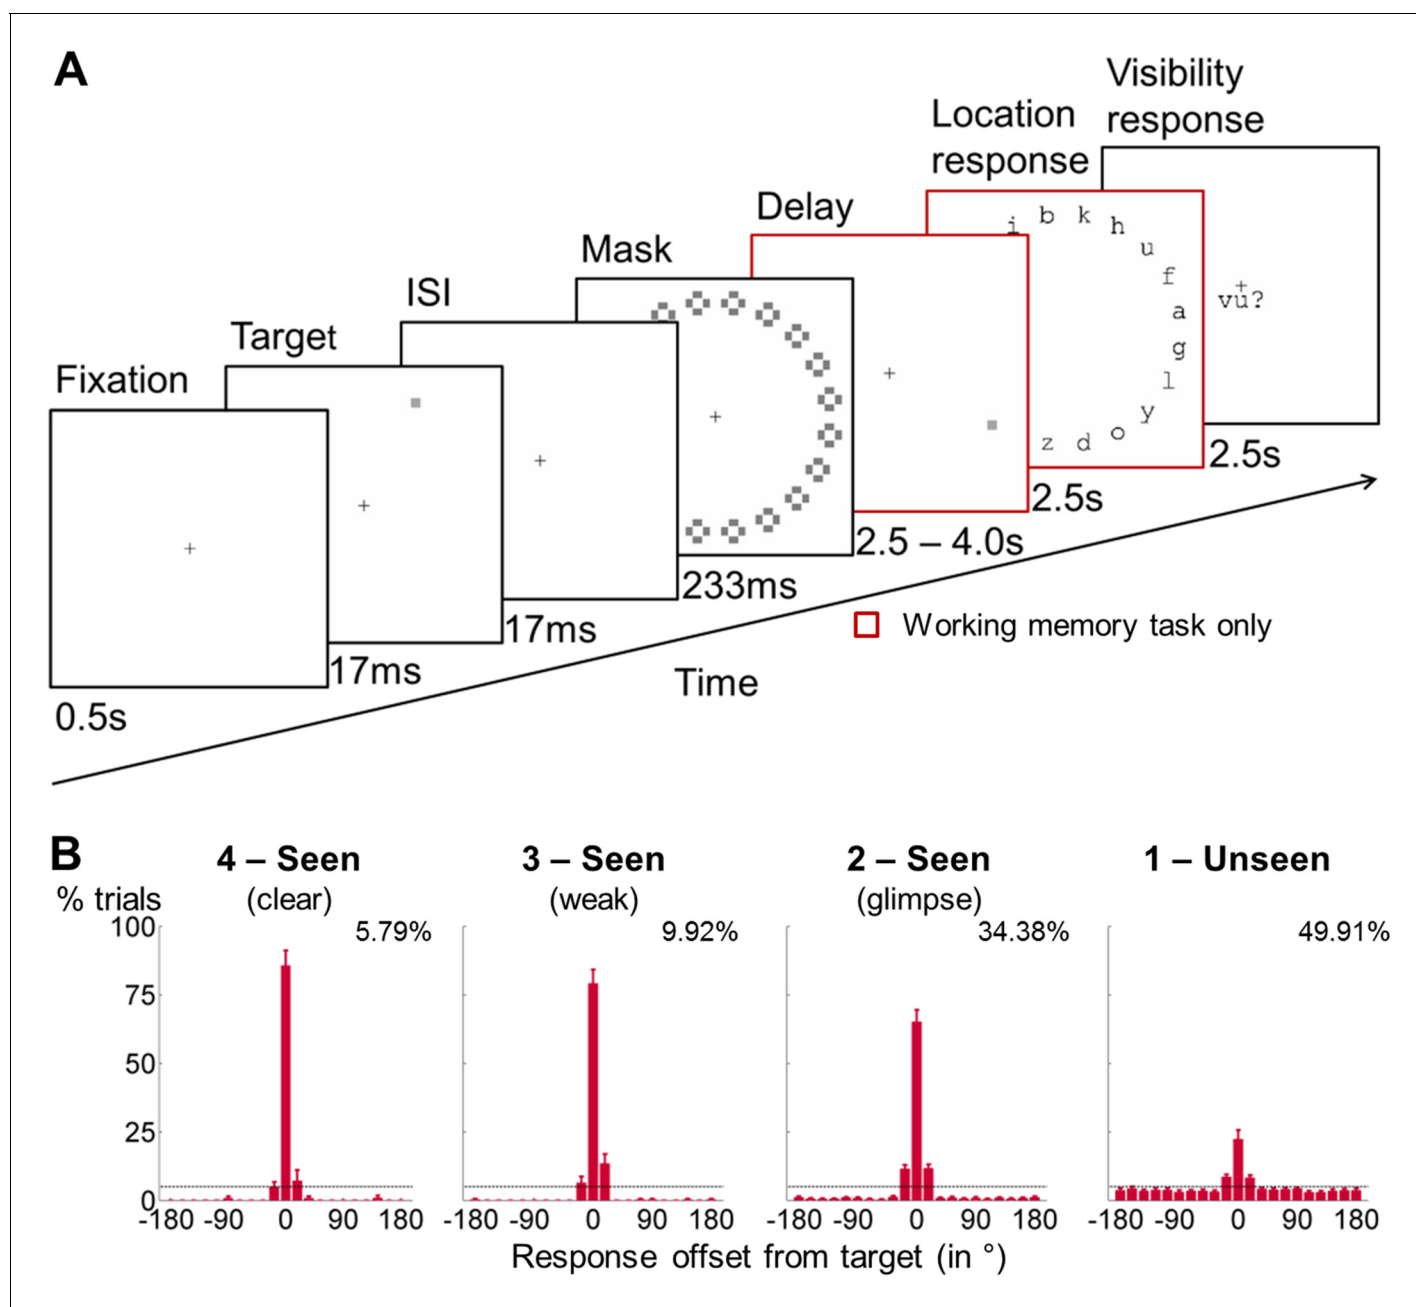 A
Visibility
response
Location
response
Delay
Mask
ISI
Target
Fixation
i b k h u f a g l y o d z
vu?
2.5s
2.5s
2.5 – 4.0s
233ms
17ms
17ms
0.5s
Working memory task only
Time
B
4 – Seen
(clear)
3 – Seen
(weak)
2 – Seen
(glimpse)
1 – Unseen
% trials
5.79%
9.92%
34.38%
49.91%
100
75
50
25
0
-180 -90 0 90 180
-180 -90 0 90 180
-180 -90 0 90 180
-180 -90 0 90 180
Response offset from target (in °)